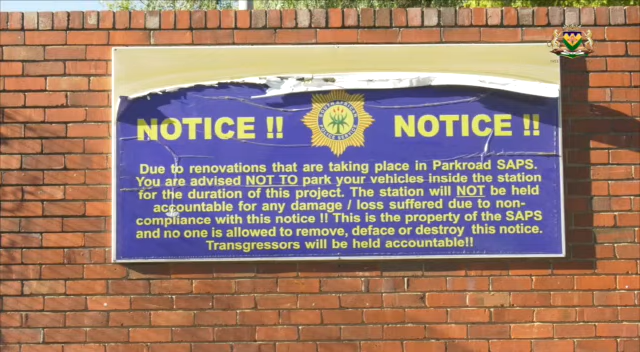 NOTICE !! NOTICE !!
Due to renovations that are taking place in Parkroad SAPS.
You are advised NOT TO park your vehicles inside the station
for the duration of this project. The station will NOT be held
accountable for any damage / loss suffered due to non-
compliance with this notice !! This is the property of the SAPS
and no one is allowed to remove, deface or destroy this notice.
Transgressors will be held accountable!!